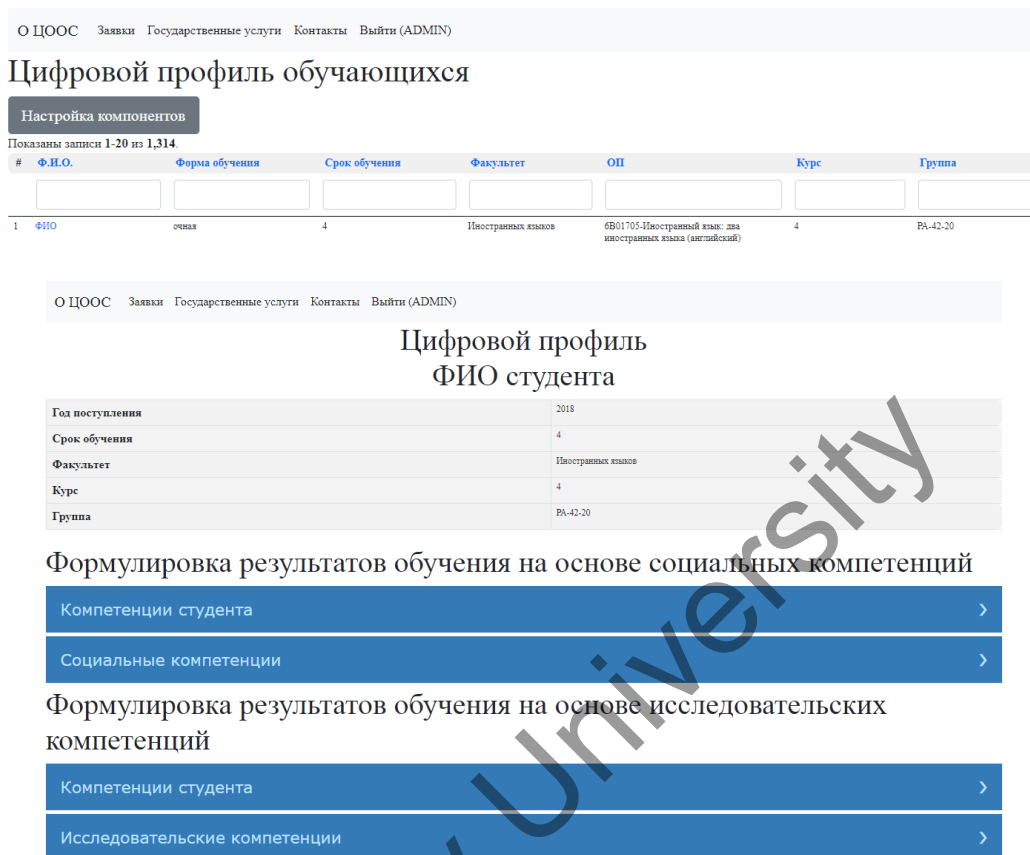 О ЦООС Заявки Государственные услуги Контакты Выйти (ADMIN)
Цифровой профиль обучающихся
Настройка компонентов
Показаны записи 1-20 из 1,314.
# Ф.И.О. Форма обучения Срок обучения Факультет ОП Курс Группа
1 ФИО очная 4 Иностранных языков 6B01705-Иностранный язык: два 4 РА-42-20
иностранных языка (английский)
О ЦООС Заявки Государственные услуги Контакты Выйти (ADMIN)
Цифровой профиль
ФИО студента
Год поступления 2018
Срок обучения 4
Факультет Иностранных языков
Курс 4
Группа РА-42-20
Формулировка результатов обучения на основе социальных компетенций
Компетенции студента
Социальные компетенции
Формулировка результатов обучения на основе исследовательских
компетенций
Компетенции студента
Исследовательские компетенции
University